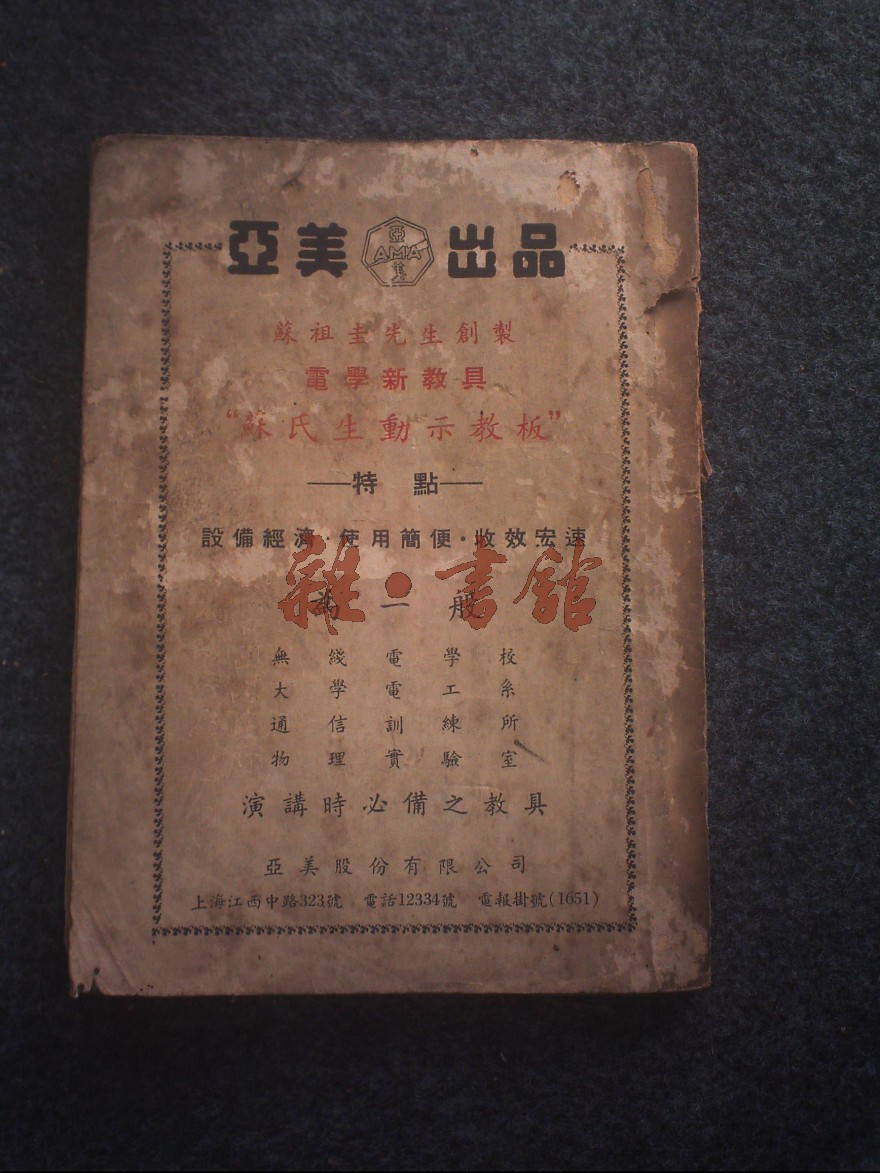 亞美 亞 AMA 美 出品
蘇祖圭先生創製
電學新教具
“蘇氏生動示教板”
——特 點——
設備經濟·使用簡便·收效宏速
為一般
雜·書館
無綫電學校
大學電工系
通信訓練所
物理實驗室
演講時必備之教具
亞美股份有限公司
上海江西中路323號 電話12334號 電報掛號(1651)